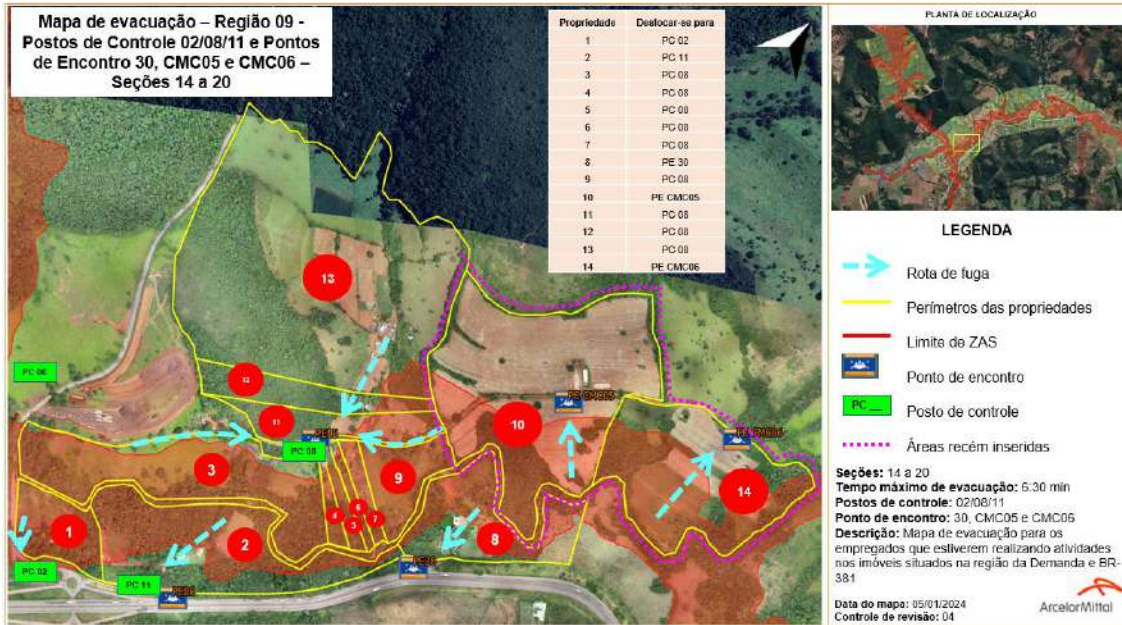 Mapa de evacuação – Região 09 -
Postos de Controle 02/08/11 e Pontos
de Encontro 30, CMC05 e CMC06 –
Seções 14 a 20
Propriedade Deslocar-se para
1 PC 02
2 PC 11
3 PC 08
4 PC 08
5 PC 08
6 PC 08
7 PC 08
8 PE 30
9 PC 08
10 PE CMC05
11 PC 08
12 PC 08
13 PC 08
14 PE CMC06
13
PC 06
12
11
PC 08
PE CMC05
10
PE CMC06
3
9
14
4
5
6
7
1
2
8
PC 02
PC 11
PLANTA DE LOCALIZAÇÃO
LEGENDA
Rota de fuga
Perímetros das propriedades
Limite de ZAS
Ponto de encontro
PC__ Posto de controle
Áreas recém inseridas
Seções: 14 a 20
Tempo máximo de evacuação: 6:30 min
Postos de controle: 02/08/11
Ponto de encontro: 30, CMC05 e CMC06
Descrição: Mapa de evacuação para os
empregados que estiverem realizando atividades
nos imóveis situados na região da Demanda e BR-
381
Data do mapa: 05/01/2024
Controle de revisão: 04
ArcelorMittal